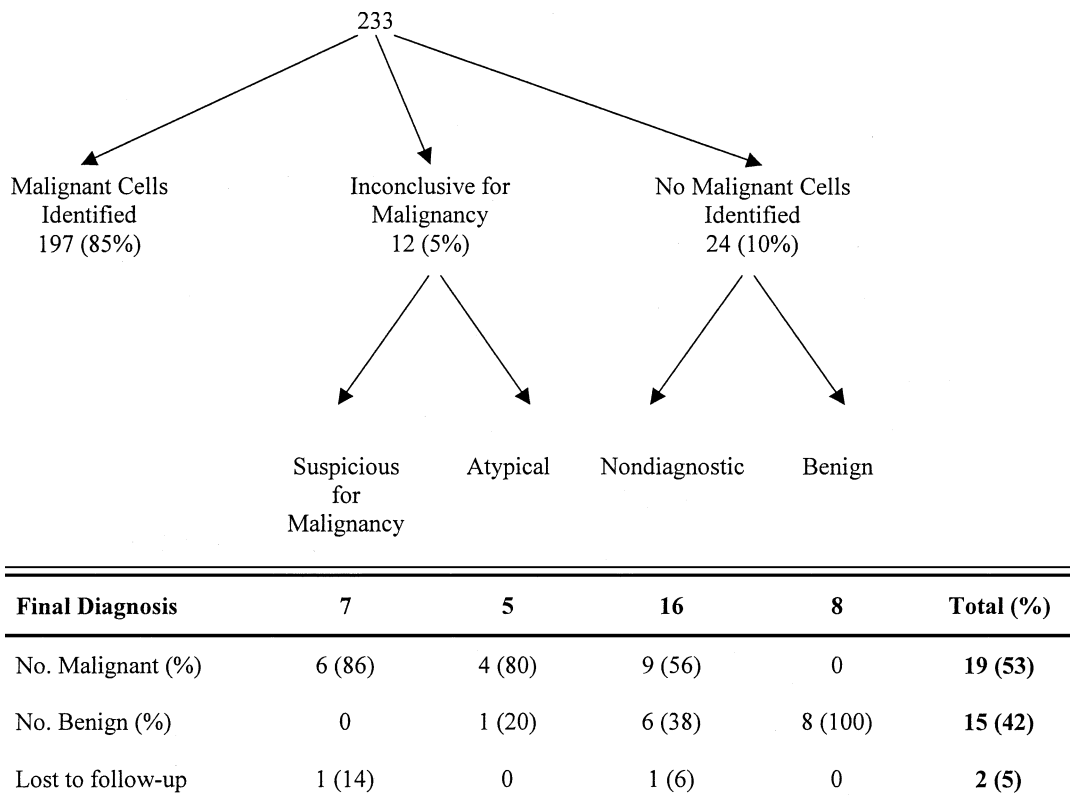 233
Malignant Cells
Identified
197 (85%)
Inconclusive for
Malignancy
12 (5%)
No Malignant Cells
Identified
24 (10%)
Suspicious
for
Malignancy
Atypical
Nondiagnostic
Benign
Final Diagnosis 7 5 16 8 Total (%)
No. Malignant (%) 6 (86) 4 (80) 9 (56) 0 19 (53)
No. Benign (%) 0 1 (20) 6 (38) 8 (100) 15 (42)
Lost to follow-up 1 (14) 0 1 (6) 0 2 (5)